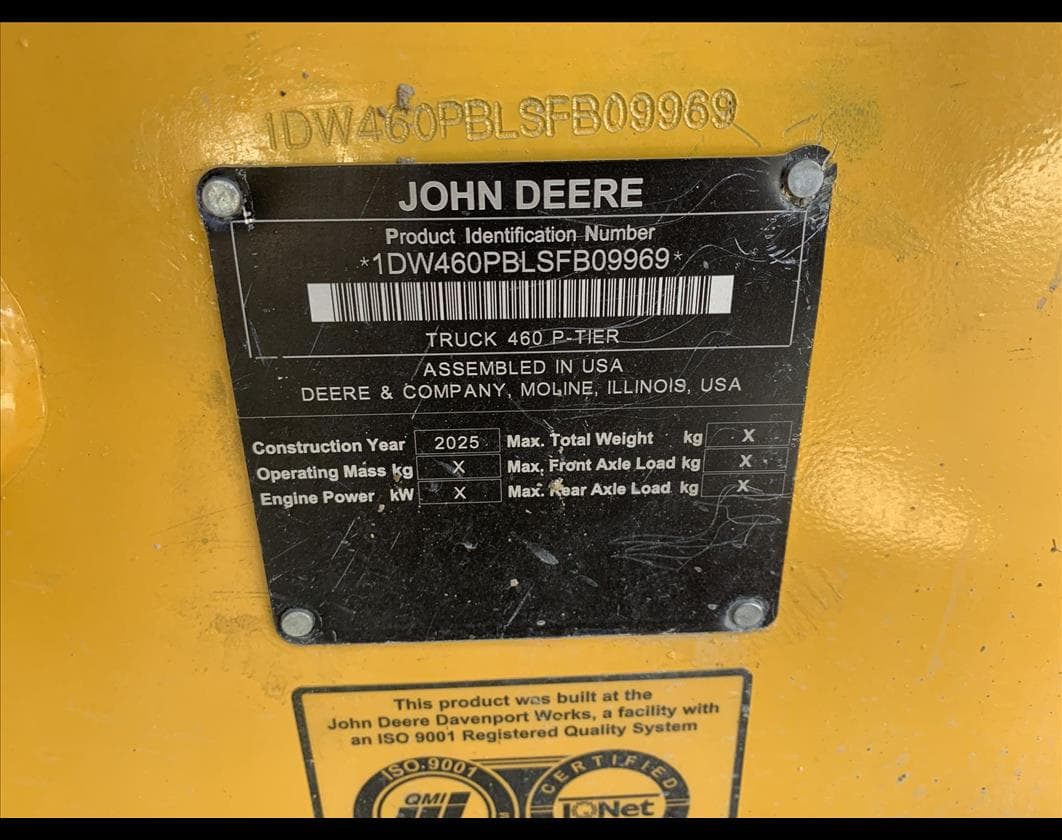 1DW460PBLSFB09969
JOHN DEERE
Product Identification Number
*1DW460PBLSFB09969*
TRUCK 460 P-TIER
ASSEMBLED IN USA
DEERE & COMPANY, MOLINE, ILLINOIS, USA
Construction Year 2025 Max. Total Weight kg X
Operating Mass kg X Max. Front Axle Load kg X
Engine Power kW X Max. Rear Axle Load kg X
This product was built at the
John Deere Davenport Works, a facility with
an ISO 9001 Registered Quality System
ISO 9001
QMI
CERTIFIED
IQNet